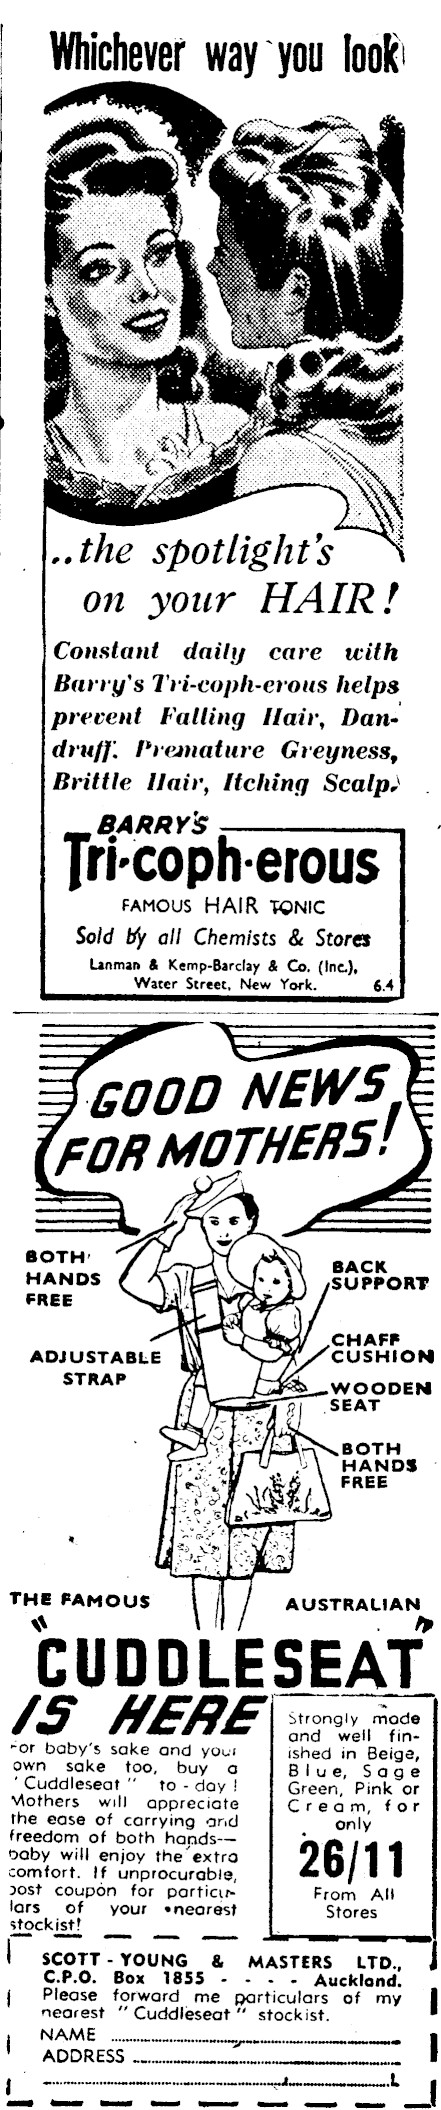 Whichever way you look
..the spotlight's
on your HAIR!
Constant daily care with
Barry's Tri-coph-erous helps
prevent Falling Hair, Dan-
druff. Premature Greyness,
Brittle Hair, Itching Scalp.
BARRY'S
Tri-coph-erous
FAMOUS HAIR TONIC
Sold by all Chemists & Stores
Lanman & Kemp-Barclay & Co. (Inc.),
Water Street, New York. 6.4
GOOD NEWS
FOR MOTHERS!
BOTH
HANDS
FREE
BACK
SUPPORT
ADJUSTABLE
STRAP
CHAFF
CUSHION
WOODEN
SEAT
BOTH
HANDS
FREE
THE FAMOUS AUSTRALIAN
"CUDDLESEAT"
IS HERE
For baby's sake and your
own sake too, buy a
"Cuddleseat" to-day!
Mothers will appreciate
the ease of carrying and
freedom of both hands—
baby will enjoy the extra
comfort. If unprocurable,
post coupon for particu-
lars of your nearest
stockist!
Strongly made
and well fin-
ished in Beige,
Blue, Sage
Green, Pink or
Cream, for
only
26/11
From All
Stores
SCOTT-YOUNG & MASTERS LTD.,
C.P.O. Box 1855 - - - - Auckland.
Please forward me particulars of my
nearest "Cuddleseat" stockist.
NAME
ADDRESS